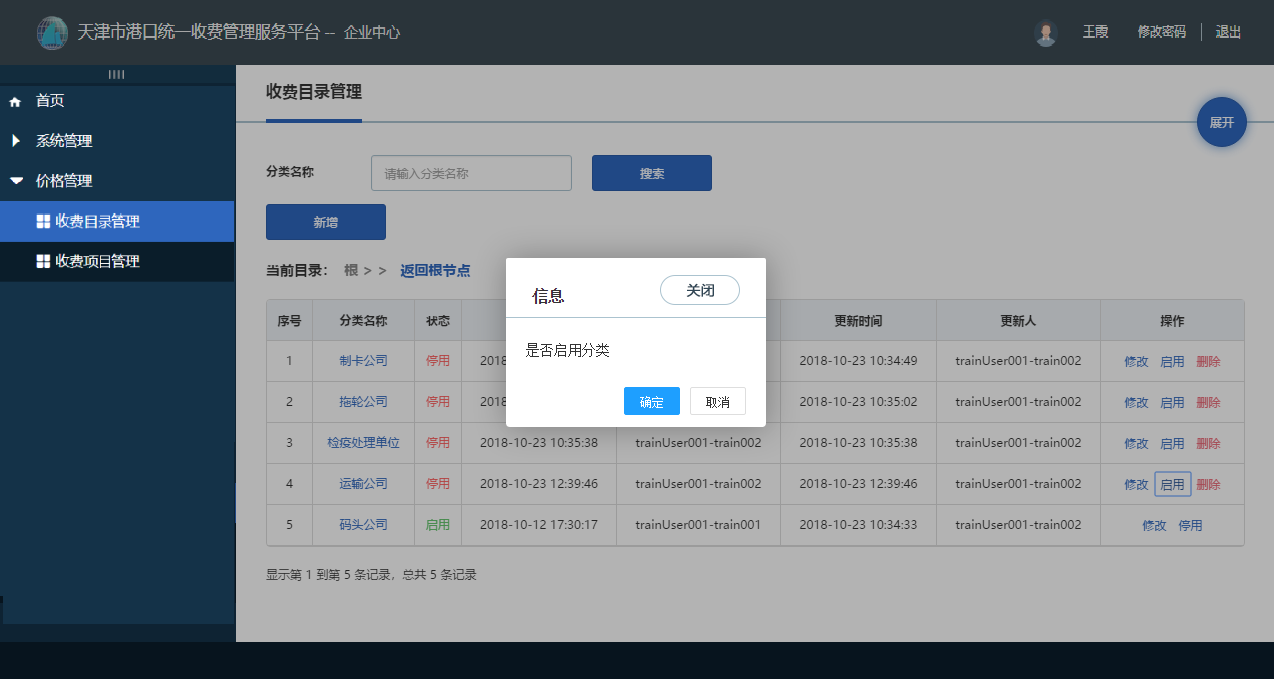 天津市港口统一收费管理服务平台 -- 企业中心
王霞 修改密码 退出
首页
系统管理
价格管理
收费目录管理
收费项目管理
收费目录管理
展开
分类名称 请输入分类名称 搜索
新增
当前目录： 根 > > 返回根节点
序号 分类名称 状态 更新时间 更新人 操作
1 制卡公司 停用 2018 2018-10-23 10:34:49 trainUser001-train002 修改 启用 删除
2 拖轮公司 停用 2018 2018-10-23 10:35:02 trainUser001-train002 修改 启用 删除
3 检疫处理单位 停用 2018-10-23 10:35:38 trainUser001-train002 2018-10-23 10:35:38 trainUser001-train002 修改 启用 删除
4 运输公司 停用 2018-10-23 12:39:46 trainUser001-train002 2018-10-23 12:39:46 trainUser001-train002 修改 启用 删除
5 码头公司 启用 2018-10-12 17:30:17 trainUser001-train001 2018-10-23 10:34:33 trainUser001-train002 修改 停用
显示第 1 到第 5 条记录，总共 5 条记录
信息 关闭
是否启用分类
确定 取消